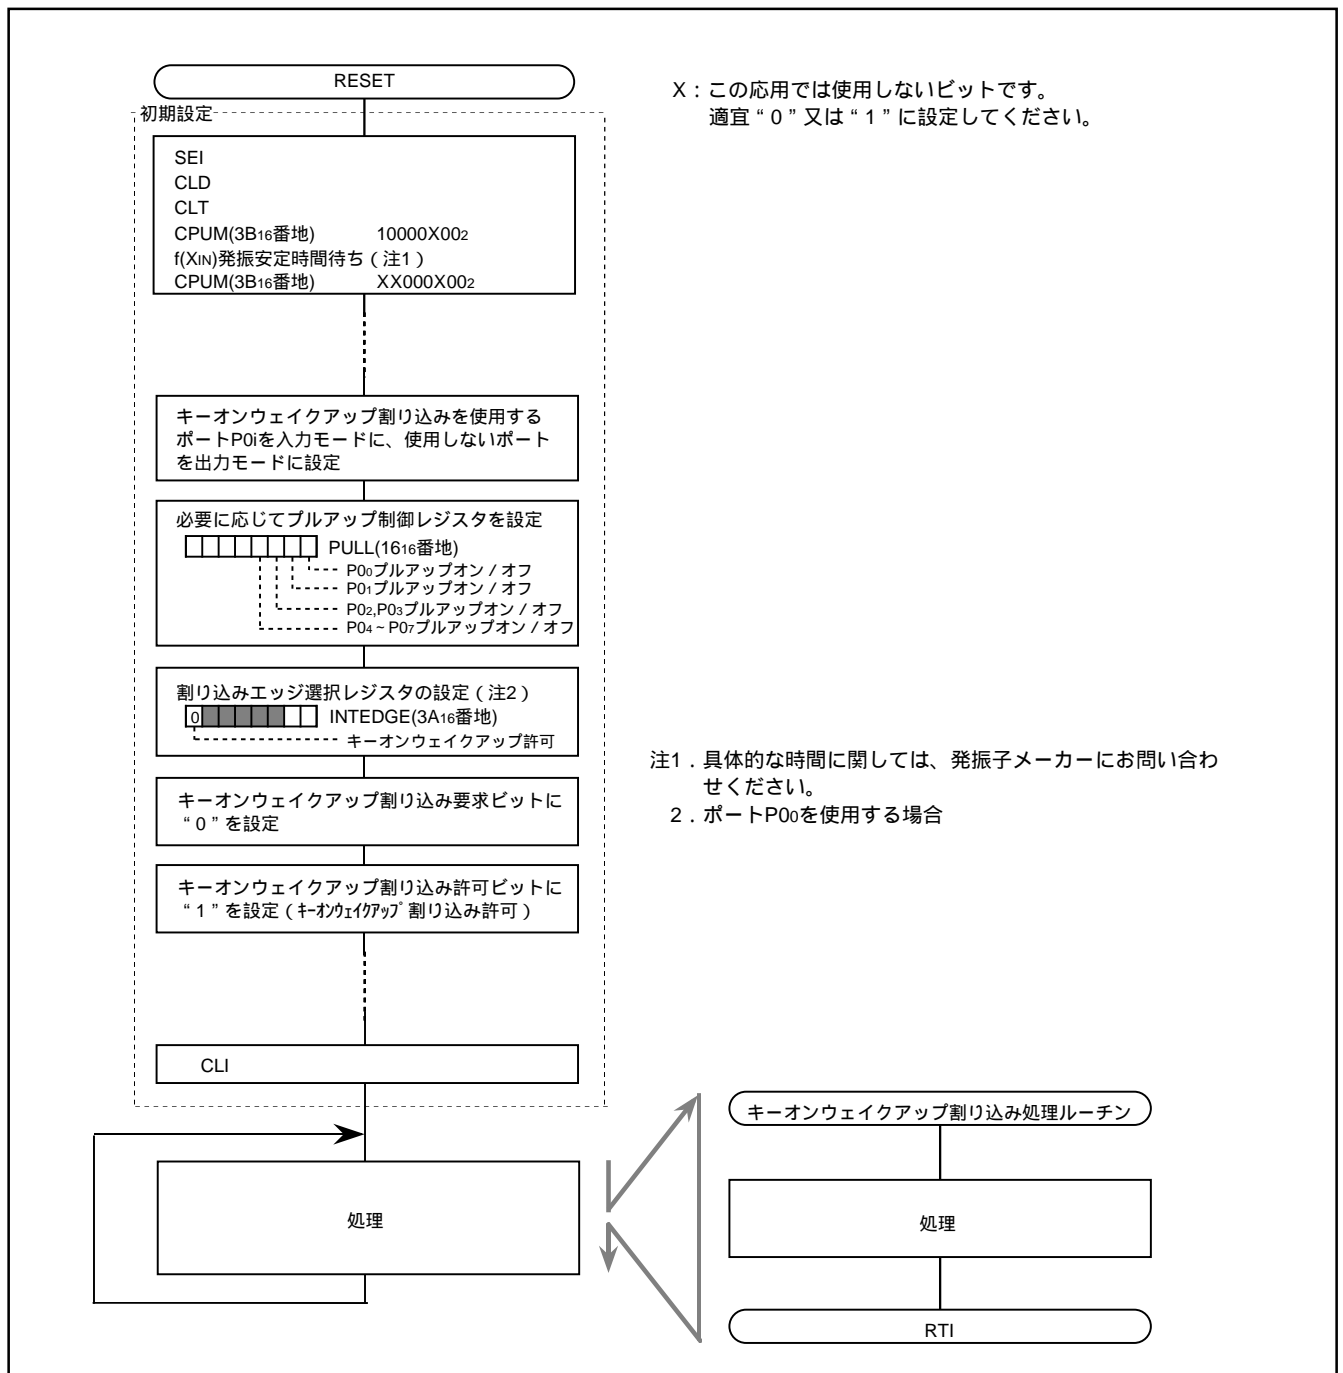 RESET
X：この応用では使用しないビットです。
適宜“０”又は“１”に設定してください。
初期設定
SEI
CLD
CLT
CPUM(3B16番地) 10000X002
f(XIN)発振安定時間待ち（注1）
CPUM(3B16番地) XX000X002
キーオンウェイクアップ割り込みを使用する
ポートP0iを入力モードに、使用しないポート
を出力モードに設定
必要に応じてプルアップ制御レジスタを設定
PULL(1616番地)
P00プルアップオン／オフ
P01プルアップオン／オフ
P02,P03プルアップオン／オフ
P04～P07プルアップオン／オフ
割り込みエッジ選択レジスタの設定（注2）
0 INTEDGE(3A16番地)
キーオンウェイクアップ許可
注1．具体的な時間に関しては、発振子メーカーにお問い合わ
せください。
2．ポートP00を使用する場合
キーオンウェイクアップ割り込み要求ビットに
“０”を設定
キーオンウェイクアップ割り込み許可ビットに
“１”を設定（ｷｰｵﾝｳｪｲｸｱｯﾌﾟ割り込み許可）
CLI
キーオンウェイクアップ割り込み処理ルーチン
処理
処理
RTI